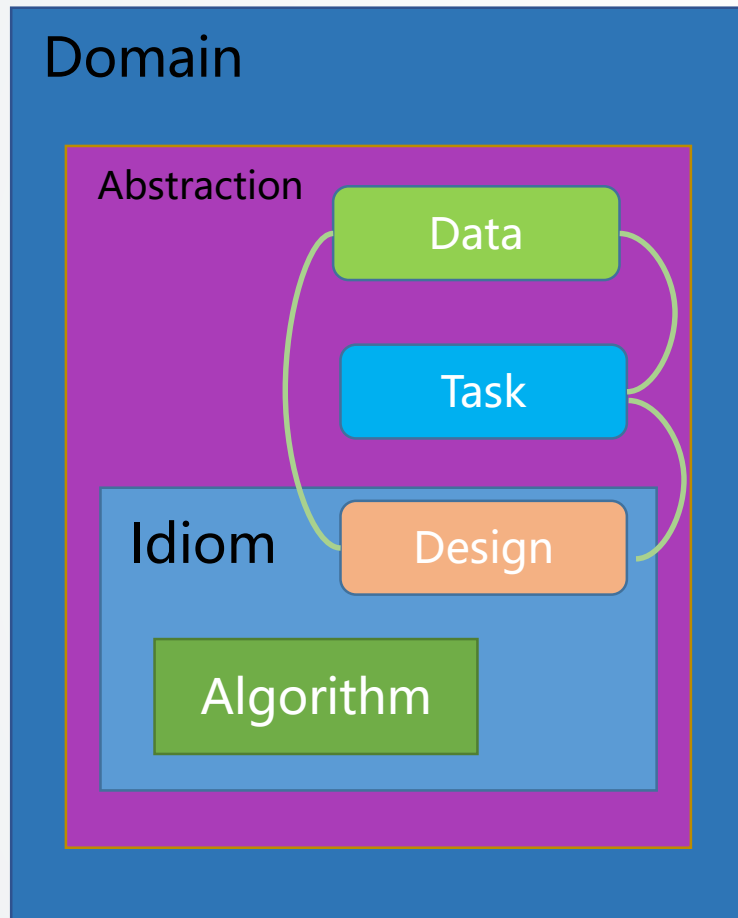 Domain
Abstraction
Data
Task
Idiom
Design
Algorithm